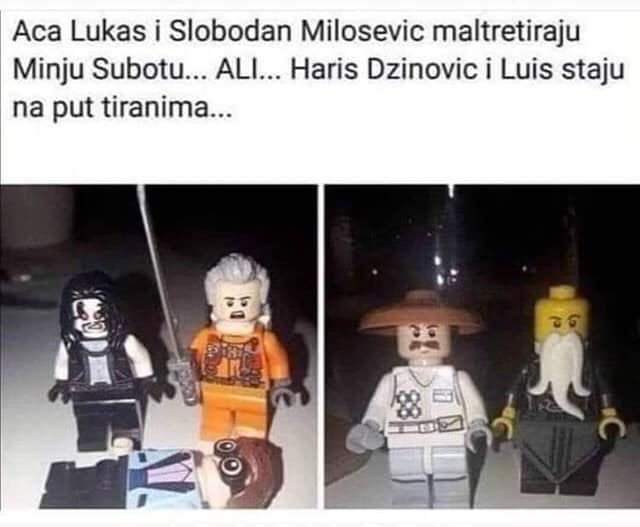 Aca Lukas i Slobodan Milosevic maltretiraju
Minju Subotu... ALI... Haris Dzinovic i Luis staju
na put tiranima...